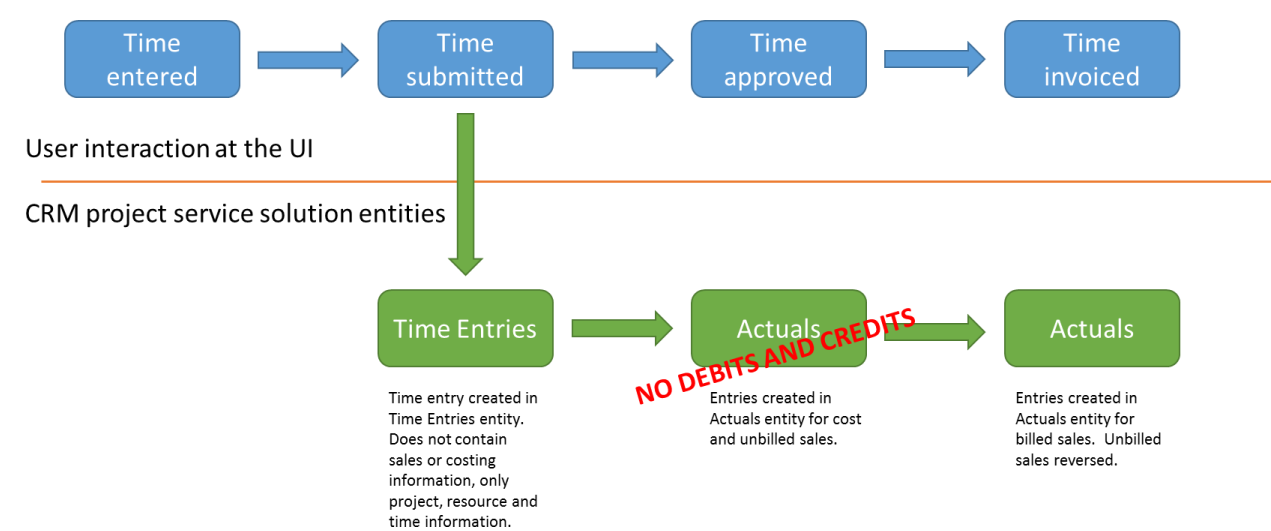 Time
entered
Time
submitted
Time
approved
Time
invoiced
User interaction at the UI
CRM project service solution entities
Time Entries
Actuals
Actuals
NO DEBITS AND CREDITS
Time entry created in
Time Entries entity.
Does not contain
sales or costing
information, only
project, resource and
time information.
Entries created in
Actuals entity for cost
and unbilled sales.
Entries created in
Actuals entity for
billed sales.  Unbilled
sales reversed.